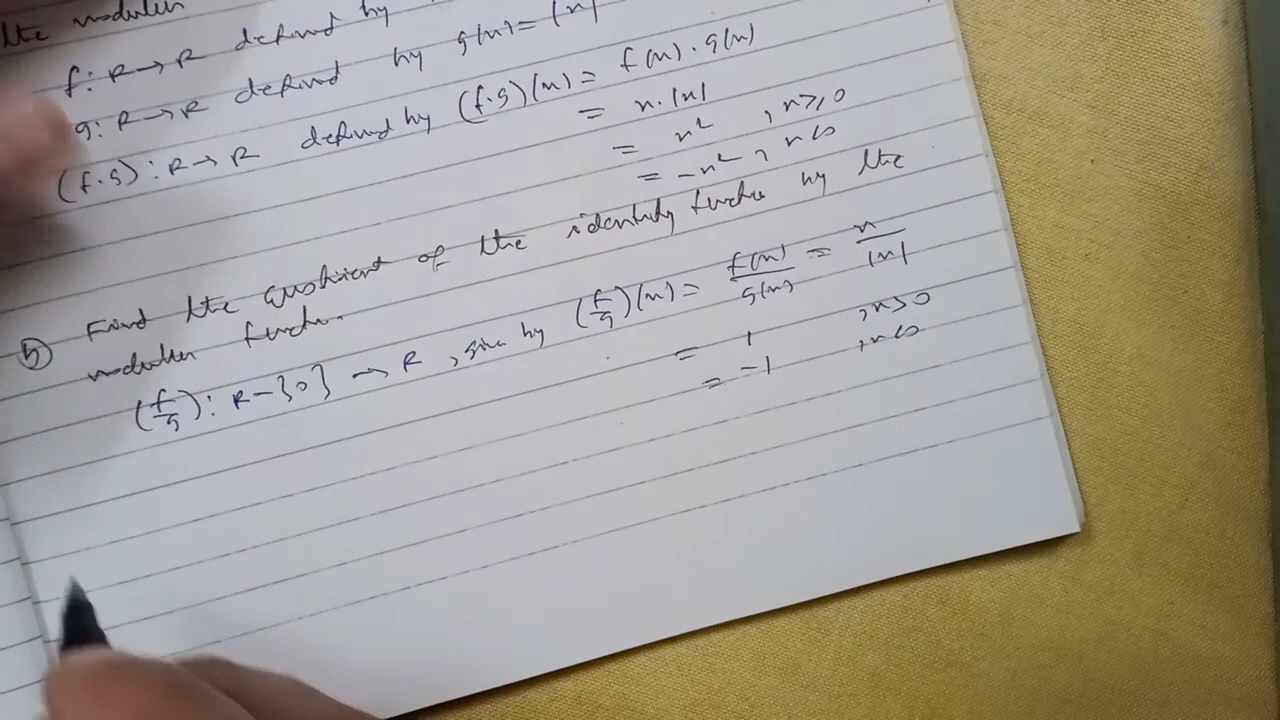 the modulus
f: R → R defined by
g: R → R defined by g(x) = |x|
(f·g): R → R defined by (f·g)(x) = f(x)·g(x)
= x·|x|
= x² , x≥0
= -x² , x<0
⑤ Find the quotient of the identity function by the
modulus function.
(f/g): R-{0} → R, given by (f/g)(x) = f(x)/g(x) = x/|x|
= 1 , x>0
= -1 , x<0